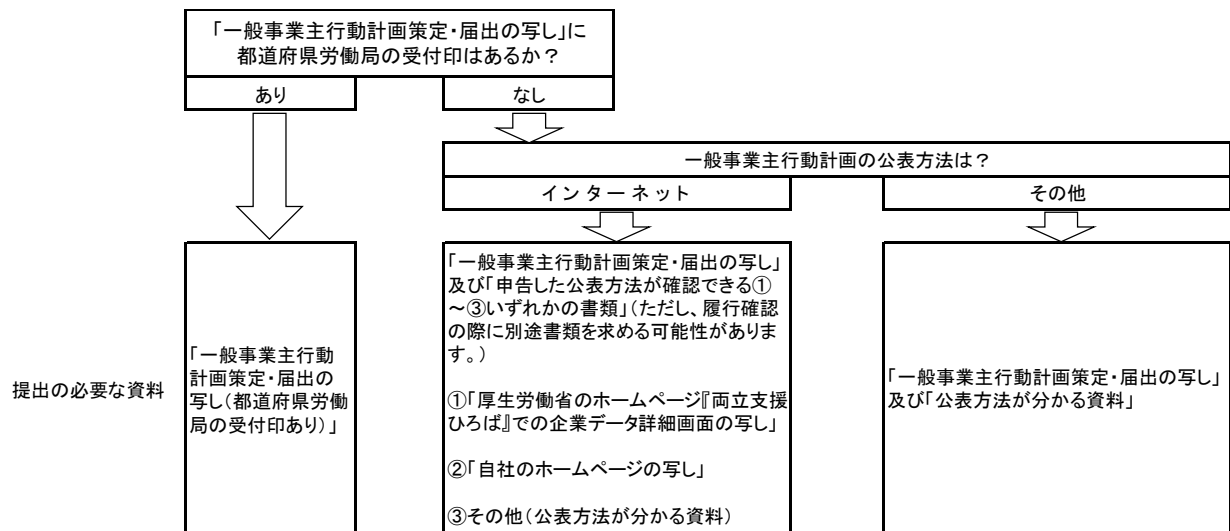 「一般事業主行動計画策定・届出の写し」に
都道府県労働局の受付印はあるか？
あり
なし
一般事業主行動計画の公表方法は？
インターネット
その他
提出の必要な資料
「一般事業主行動
計画策定・届出の
写し(都道府県労働
局の受付印あり)」
「一般事業主行動計画策定・届出の写し」
及び「申告した公表方法が確認できる①
～③いずれかの書類」(ただし、履行確認
の際に別途書類を求める可能性がありま
す。)
①「厚生労働省のホームページ『両立支援
ひろば』での企業データ詳細画面の写し」
②「自社のホームページの写し」
③その他(公表方法が分かる資料)
「一般事業主行動計画策定・届出の写し」
及び「公表方法が分かる資料」